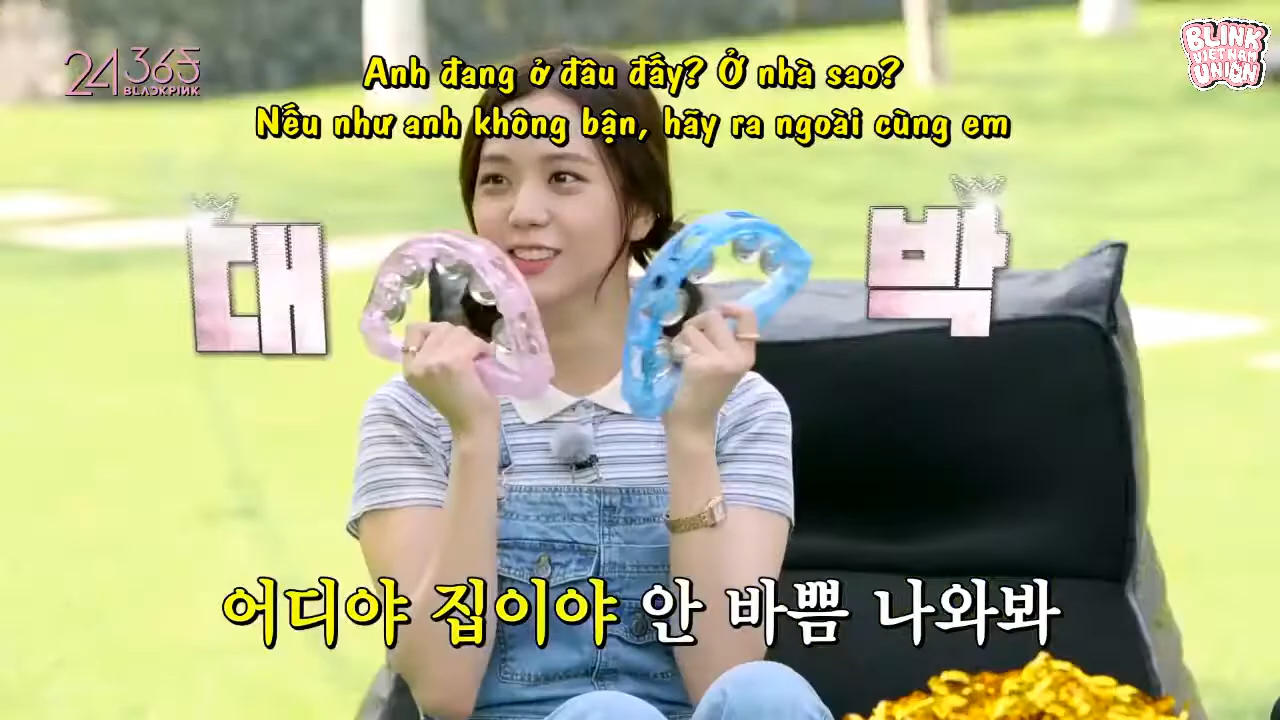 24 365
BLACKPINK
BLINK
VIETNAM
UNION
Anh đang ở đâu đấy? Ở nhà sao?
Nếu như anh không bận, hãy ra ngoài cùng em
대 박
어디야 집이야 안 바쁨 나와봐